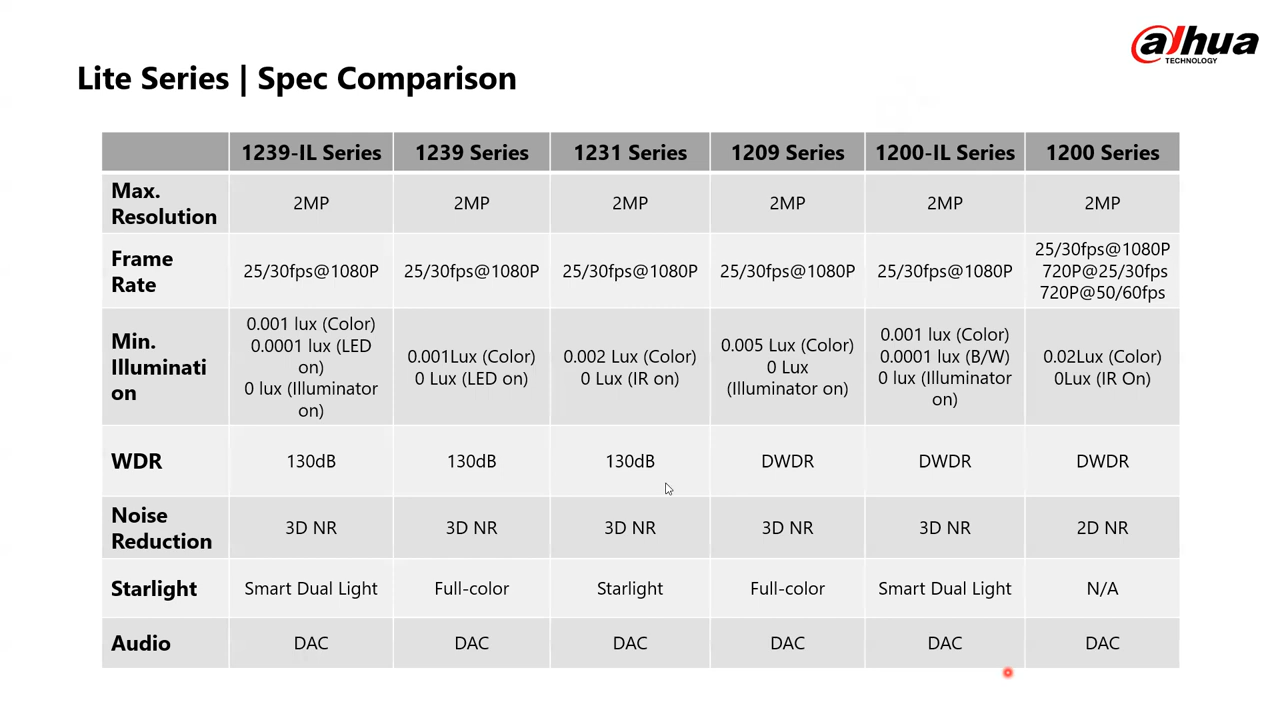 alhua
TECHNOLOGY
Lite Series | Spec Comparison
1239-IL Series 1239 Series 1231 Series 1209 Series 1200-IL Series 1200 Series
Max.
Resolution
2MP 2MP 2MP 2MP 2MP 2MP
Frame
Rate
25/30fps@1080P 25/30fps@1080P 25/30fps@1080P 25/30fps@1080P 25/30fps@1080P
25/30fps@1080P
720P@25/30fps
720P@50/60fps
Min.
Illuminati
on
0.001 lux (Color)
0.0001 lux (LED
on)
0 lux (Illuminator
on)
0.001Lux (Color)
0 Lux (LED on)
0.002 Lux (Color)
0 Lux (IR on)
0.005 Lux (Color)
0 Lux
(Illuminator on)
0.001 lux (Color)
0.0001 lux (B/W)
0 lux (Illuminator
on)
0.02Lux (Color)
0Lux (IR On)
WDR 130dB 130dB 130dB DWDR DWDR DWDR
Noise
Reduction
3D NR 3D NR 3D NR 3D NR 3D NR 2D NR
Starlight Smart Dual Light Full-color Starlight Full-color Smart Dual Light N/A
Audio DAC DAC DAC DAC DAC DAC